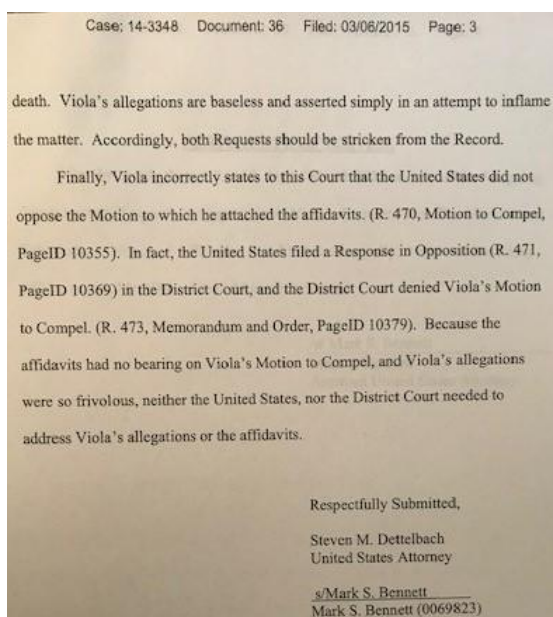 Case: 14-3348 Document: 36 Filed: 03/06/2015 Page: 3
death. Viola's allegations are baseless and asserted simply in an attempt to inflame
the matter. Accordingly, both Requests should be stricken from the Record.
Finally, Viola incorrectly states to this Court that the United States did not
oppose the Motion to which he attached the affidavits. (R. 470, Motion to Compel,
PageID 10355). In fact, the United States filed a Response in Opposition (R. 471,
PageID 10369) in the District Court, and the District Court denied Viola's Motion
to Compel. (R. 473, Memorandum and Order, PageID 10379). Because the
affidavits had no bearing on Viola's Motion to Compel, and Viola's allegations
were so frivolous, neither the United States, nor the District Court needed to
address Viola's allegations or the affidavits.
Respectfully Submitted,
Steven M. Dettelbach
United States Attorney
s/Mark S. Bennett
Mark S. Bennett (0069823)